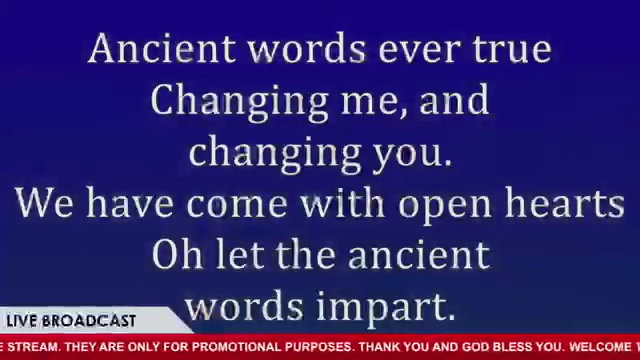 Ancient words ever true
Changing me, and
changing you.
We have come with open hearts
Oh let the ancient
words impart.
LIVE BROADCAST
STREAM. THEY ARE ONLY FOR PROMOTIONAL PURPOSES. THANK YOU AND GOD BLESS YOU. WELCOME